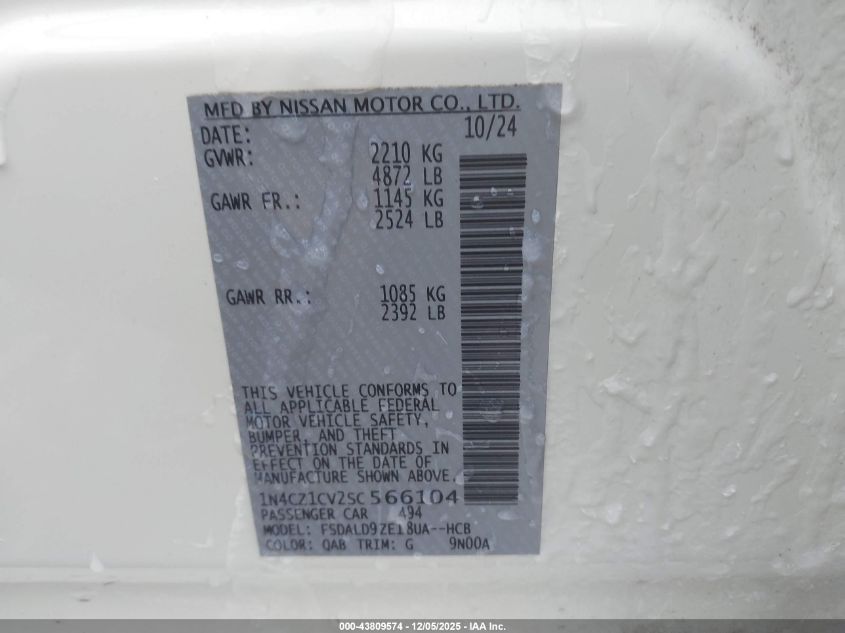 MFD BY NISSAN MOTOR CO., LTD.
DATE: 10/24
GVWR: 2210 KG
4872 LB
GAWR FR.: 1145 KG
2524 LB
GAWR RR.: 1085 KG
2392 LB
THIS VEHICLE CONFORMS TO
ALL APPLICABLE FEDERAL
MOTOR VEHICLE SAFETY,
BUMPER, AND THEFT
PREVENTION STANDARDS IN
EFFECT ON THE DATE OF
MANUFACTURE SHOWN ABOVE.
1N4CZ1CV2SC566104
PASSENGER CAR 494
MODEL: FSDALD9ZE18UA--HCB
COLOR: QAB TRIM: G 9N00A
000-43809574 - 12/05/2025 - IAA Inc.